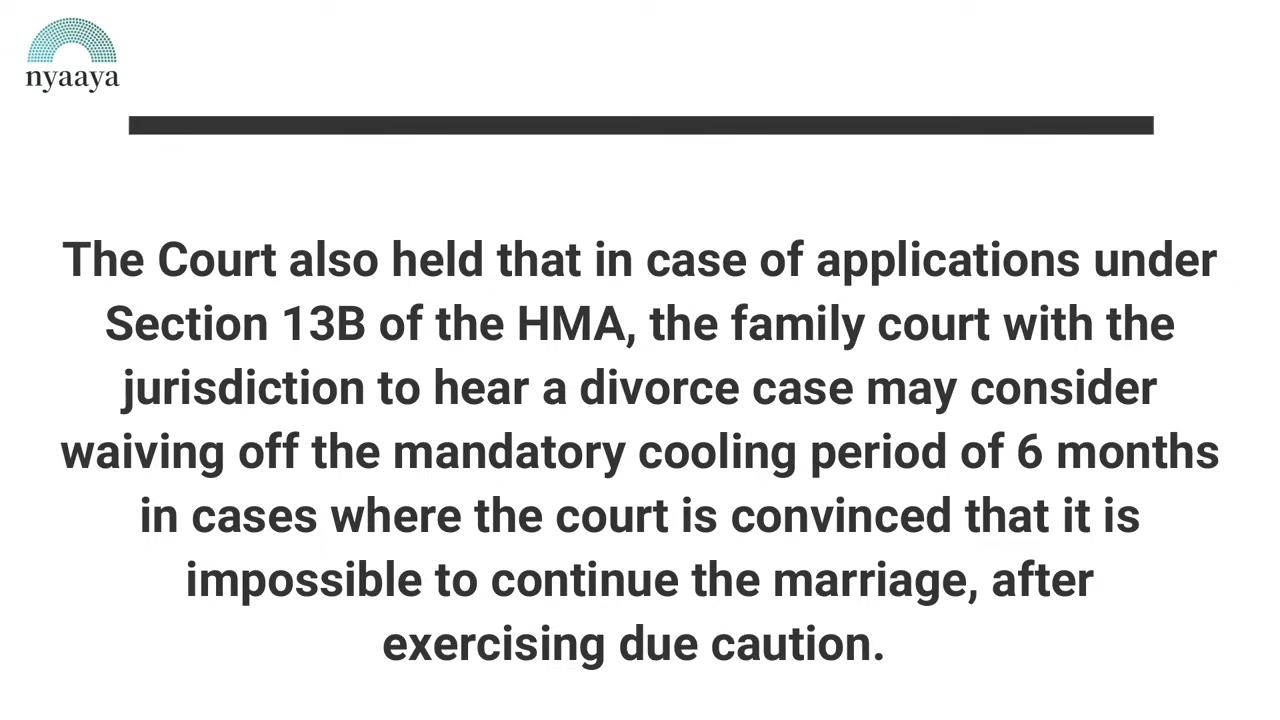 nyaaya
The Court also held that in case of applications under
Section 13B of the HMA, the family court with the
jurisdiction to hear a divorce case may consider
waiving off the mandatory cooling period of 6 months
in cases where the court is convinced that it is
impossible to continue the marriage, after
exercising due caution.